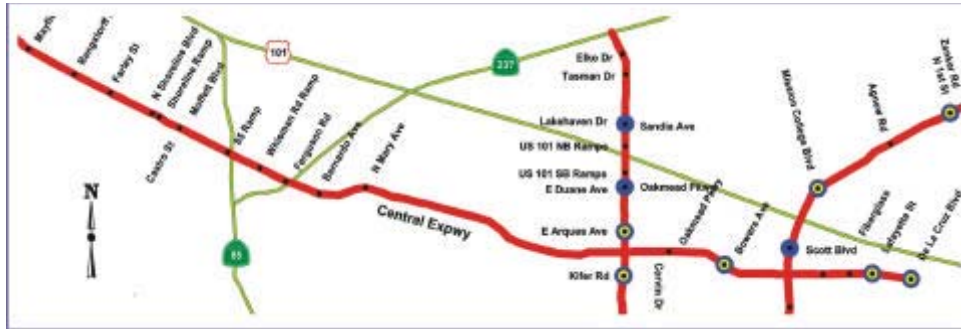 Rengstorff
Farley St
N Shoreline Blvd
Shoreline Ramp
Moffett Blvd
Castro St
85 Ramp
Whisman Rd Ramp
Ferguson Rd
Bernardo Ave
N Mary Ave
101
237
85
N
Central Expwy
Elko Dr
Tasman Dr
Lakehaven Dr
Sandia Ave
US 101 NB Ramps
US 101 SB Ramps
E Duane Ave
Oakmead Pkwy
E Arques Ave
Kifer Rd
Corvin Dr
Oakmead Pkwy
Bowers Ave
Mission College Blvd
Scott Blvd
Agnew Rd
Zanker Rd
N 1st St
Fiberglass
Lafayette St
De La Cruz Blvd